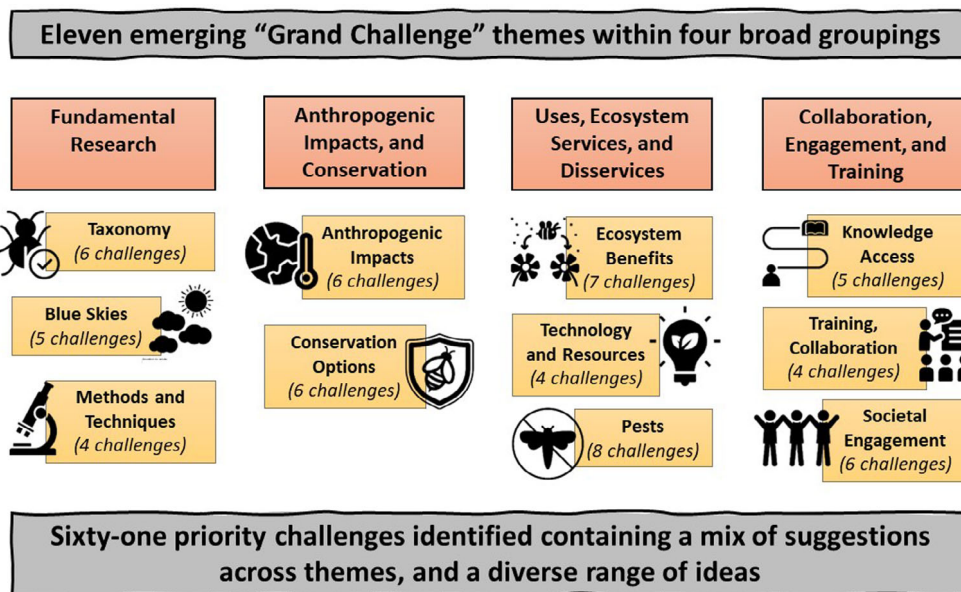 Eleven emerging “Grand Challenge” themes within four broad groupings
Fundamental
Research
Taxonomy
(6 challenges)
Blue Skies
(5 challenges)
Methods and
Techniques
(4 challenges)
Anthropogenic
Impacts, and
Conservation
Anthropogenic
Impacts
(6 challenges)
Conservation
Options
(6 challenges)
Uses, Ecosystem
Services, and
Disservices
Ecosystem
Benefits
(7 challenges)
Technology
and Resources
(4 challenges)
Pests
(8 challenges)
Collaboration,
Engagement, and
Training
Knowledge
Access
(5 challenges)
Training,
Collaboration
(4 challenges)
Societal
Engagement
(6 challenges)
Sixty-one priority challenges identified containing a mix of suggestions
across themes, and a diverse range of ideas